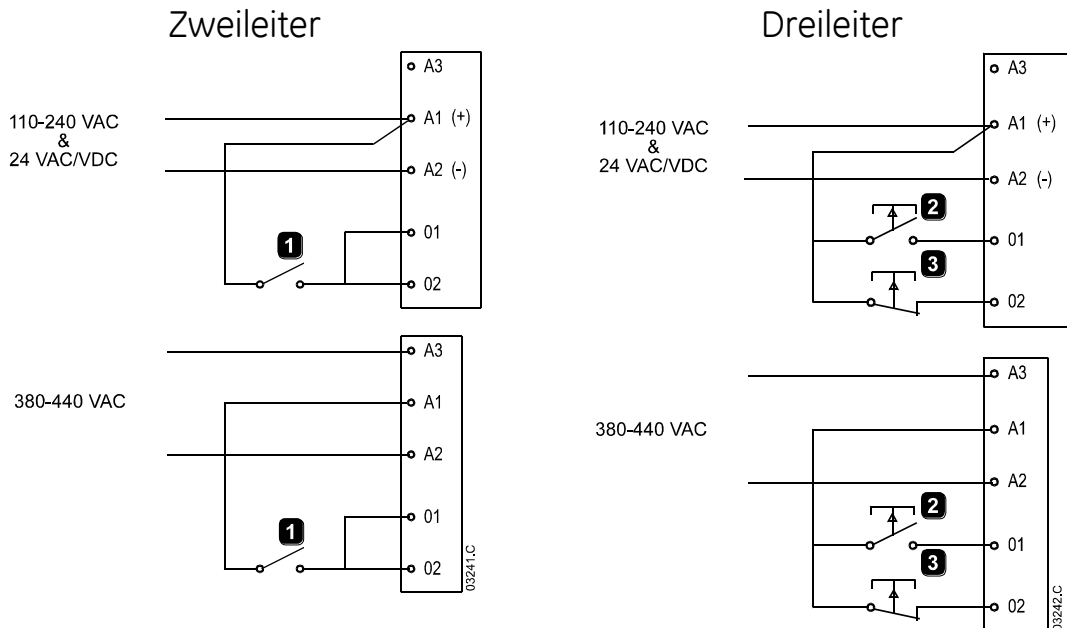 Zweileiter
110-240 VAC
&
24 VAC/VDC
A3
A1 (+)
A2 (-)
01
02
1
380-440 VAC
A3
A1
A2
01
02
1
03241.C
Dreileiter
110-240 VAC
&
24 VAC/VDC
A3
A1 (+)
A2 (-)
2
01
3
02
380-440 VAC
A3
A1
A2
2
01
3
02
03242.C